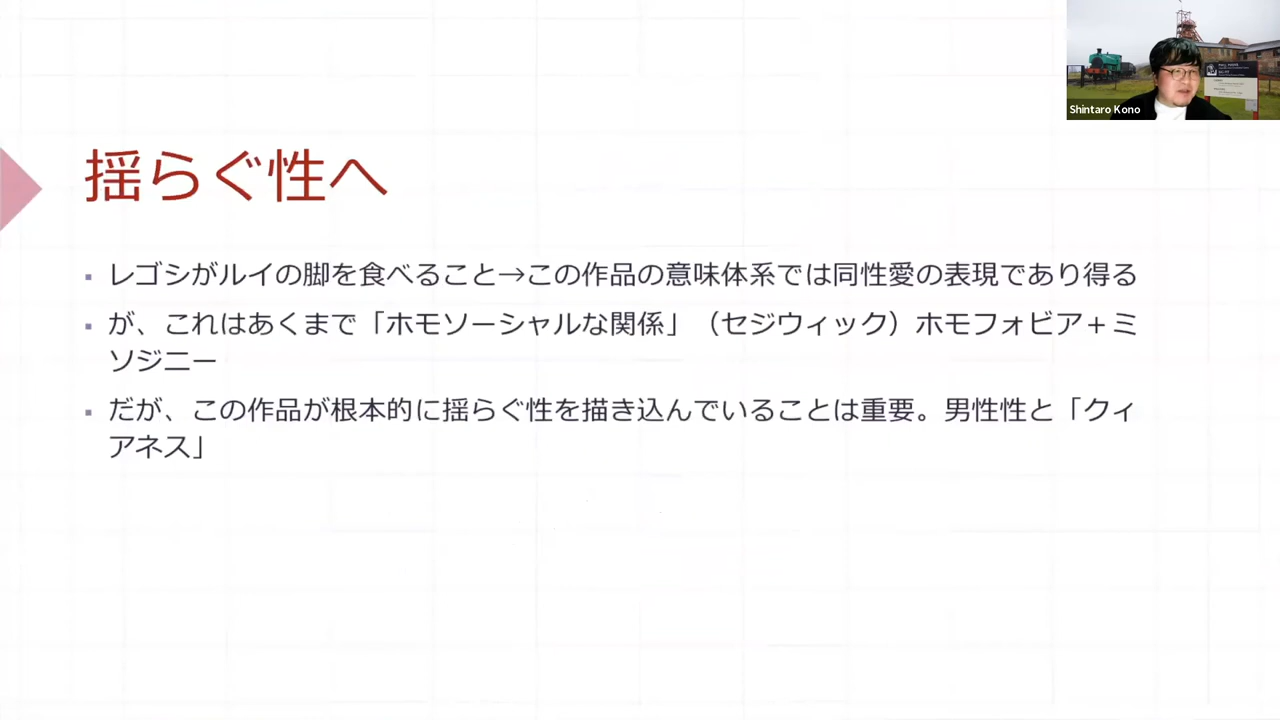 Shintaro Kono
揺らぐ性へ
▪ レゴシがルイの脚を食べること→この作品の意味体系では同性愛の表現であり得る
▪ が、これはあくまで「ホモソーシャルな関係」（セジウィック）ホモフォビア＋ミ
ソジニー
▪ だが、この作品が根本的に揺らぐ性を描き込んでいることは重要。男性性と「クィ
アネス」